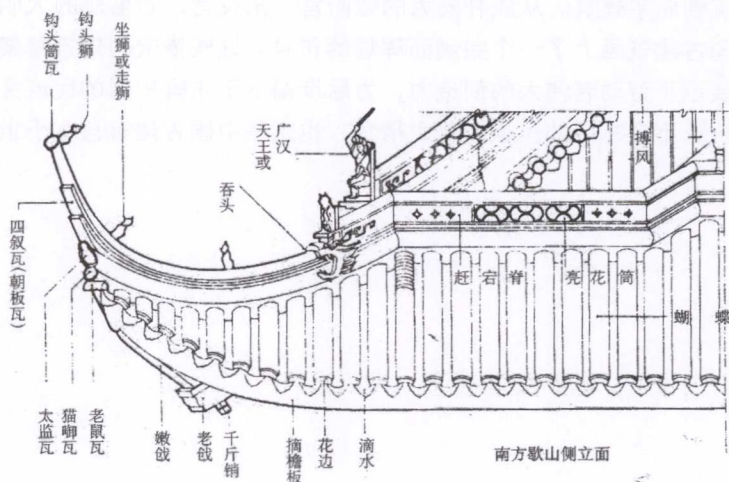 钩头筒瓦
钩头狮
坐狮或走狮
广汉
天王或
吞头
搏风
四叙瓦(朝板瓦)
赶宕脊
亮花筒
蝴蝶
太监瓦
猫唧瓦
老鼠瓦
嫩戗
老戗
千斤销
摘檐板
花边
滴水
南方歇山侧立面